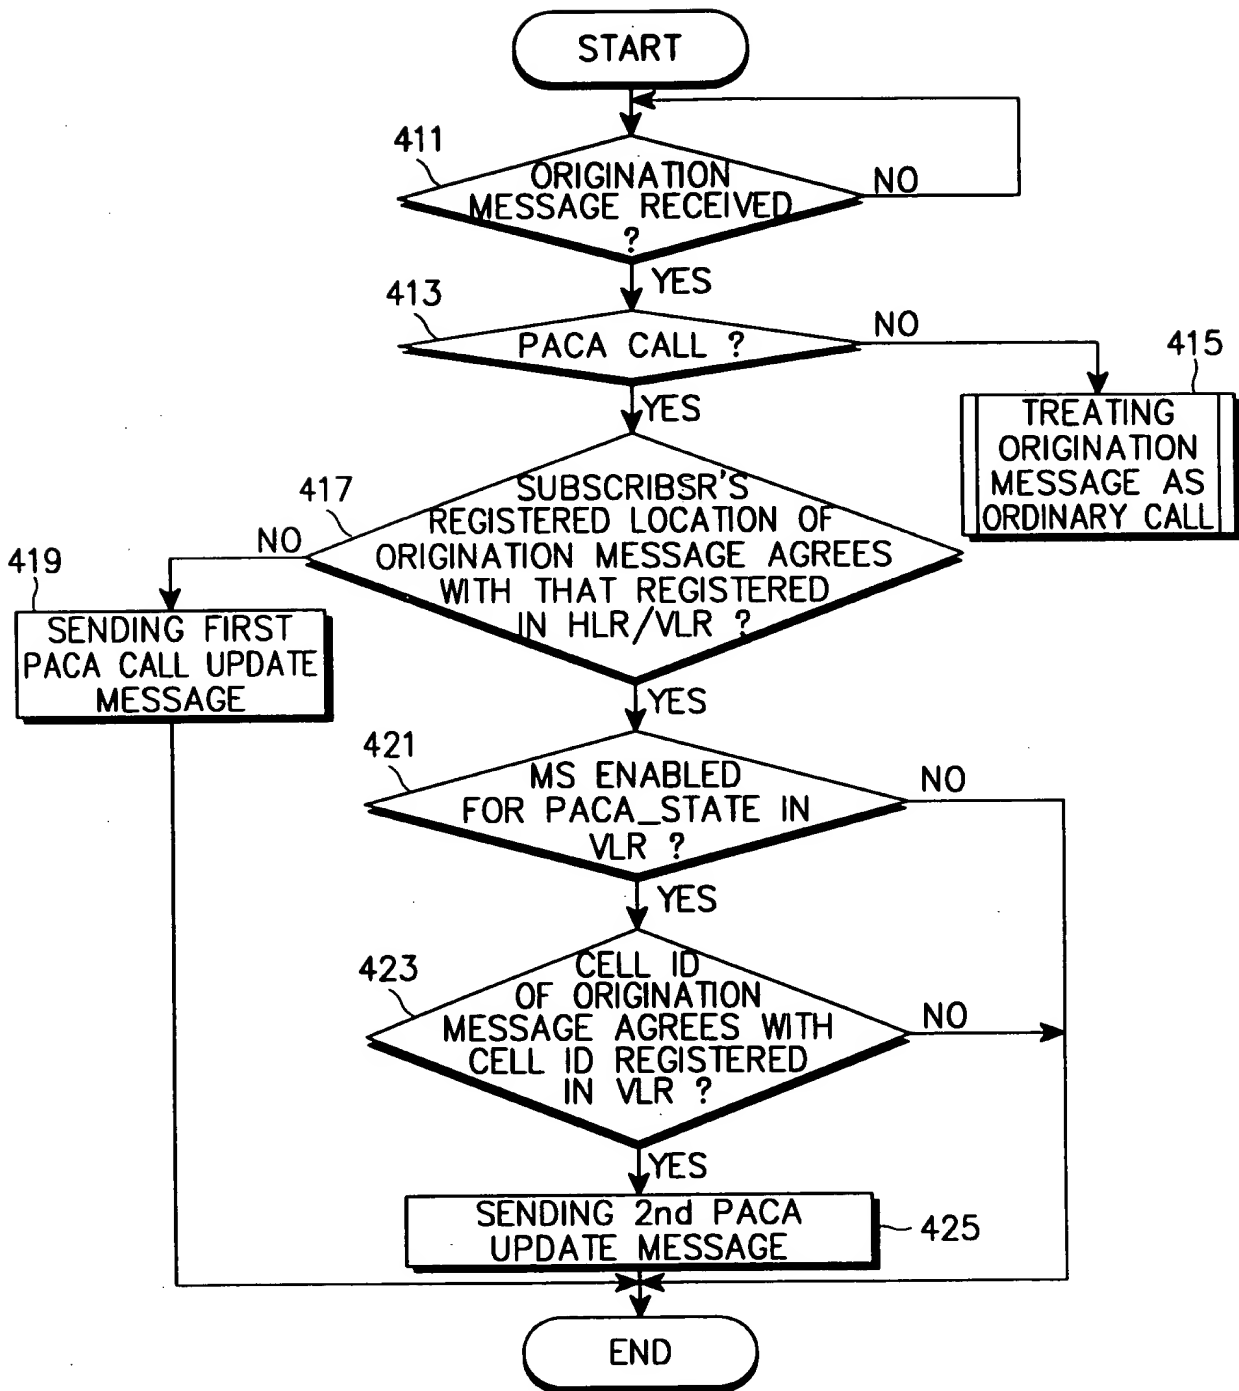 START
411
ORIGINATION
MESSAGE RECEIVED
?
NO
YES
413
PACA CALL ?
NO
YES
415
TREATING
ORIGINATION
MESSAGE AS
ORDINARY CALL
417
SUBSCRIBSR'S
REGISTERED LOCATION OF
ORIGINATION MESSAGE AGREES
WITH THAT REGISTERED
IN HLR/VLR ?
NO
419
SENDING FIRST
PACA CALL UPDATE
MESSAGE
YES
421
MS ENABLED
FOR PACA_STATE IN
VLR ?
NO
YES
423
CELL ID
OF ORIGINATION
MESSAGE AGREES WITH
CELL ID REGISTERED
IN VLR ?
NO
YES
SENDING 2nd PACA
UPDATE MESSAGE
425
END